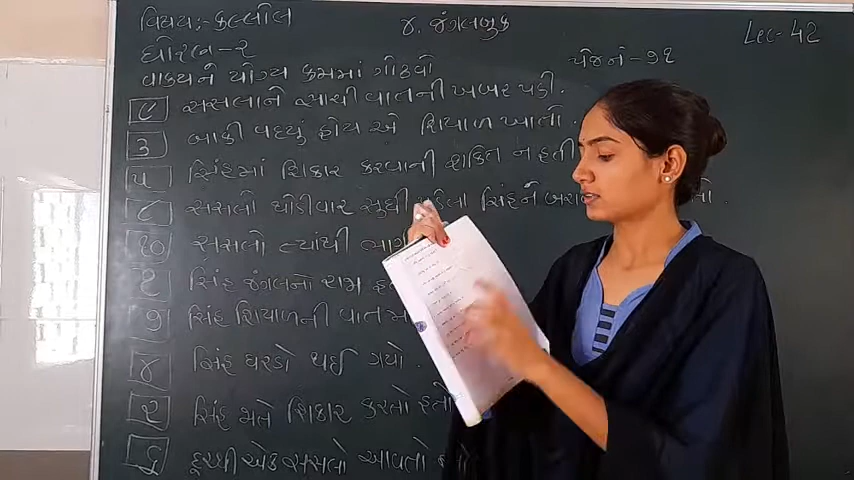 વિષય:- કલ્લોલ
૪. જંગલબુક
Lec-42
ધોરણ-૨
પેજનં-૧૨
વાક્યને યોગ્ય ક્રમમાં ગોઠવો
૯ સસલાને સાચી વાતની ખબર પડી.
૩ બાકી વધ્યું હોય એ શિયાળ ખાતો
૫ સિંહમાં શિકાર કરવાની શક્તિ ન હતી
૮ સસલો થોડીવાર સુધી સિંહને
૧૦ સસલો ત્યાંથી
૧ સિંહ જંગલનો રાજા
૭ સિંહ શિયાળની વાત
૪ સિંહ ઘરડો થઈ ગયો.
૨ સિંહ શિકાર કરતો હતો
૬ એક સસલો આવતો